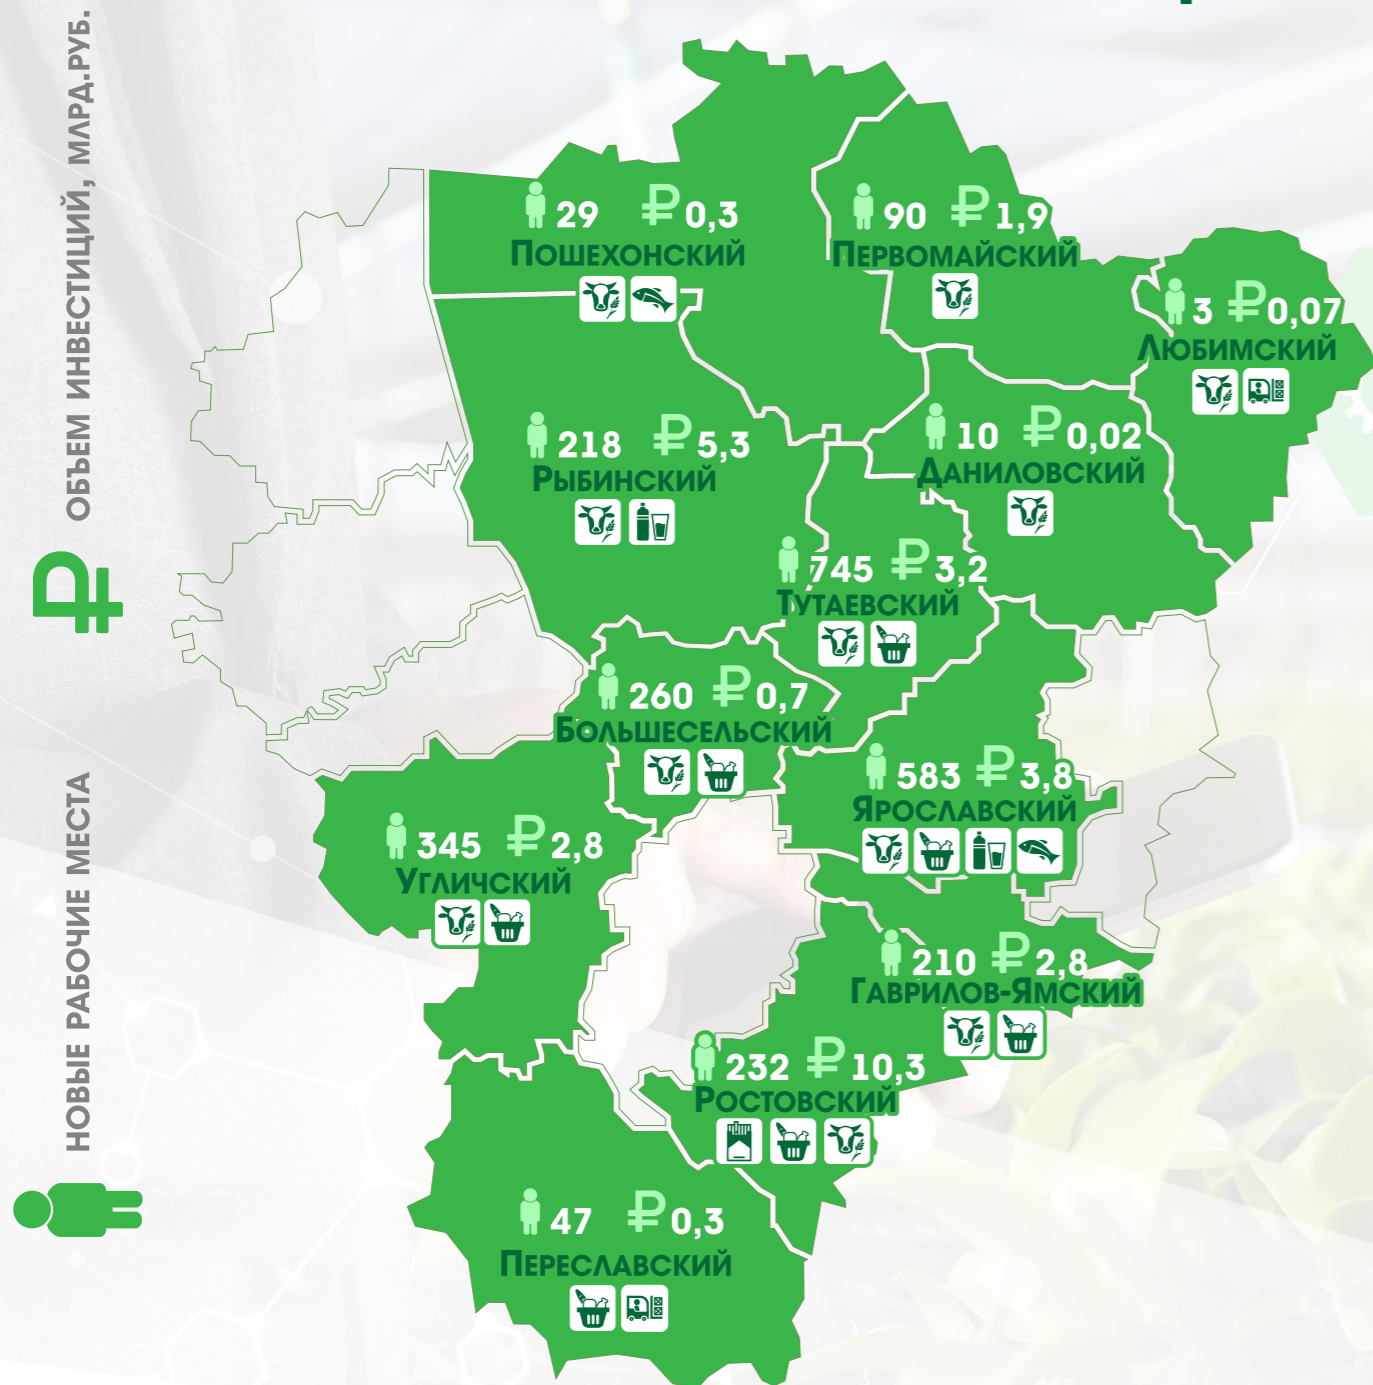 ОБЪЕМ ИНВЕСТИЦИЙ, МЛРД.РУБ.
НОВЫЕ РАБОЧИЕ МЕСТА
29 ₽ 0,3
ПОШЕХОНСКИЙ
90 ₽ 1,9
ПЕРВОМАЙСКИЙ
3 ₽ 0,07
ЛЮБИМСКИЙ
218 ₽ 5,3
РЫБИНСКИЙ
10 ₽ 0,02
ДАНИЛОВСКИЙ
745 ₽ 3,2
ТУТАЕВСКИЙ
260 ₽ 0,7
БОЛЬШЕСЕЛЬСКИЙ
583 ₽ 3,8
ЯРОСЛАВСКИЙ
345 ₽ 2,8
УГЛИЧСКИЙ
210 ₽ 2,8
ГАВРИЛОВ-ЯМСКИЙ
232 ₽ 10,3
РОСТОВСКИЙ
47 ₽ 0,3
ПЕРЕСЛАВСКИЙ